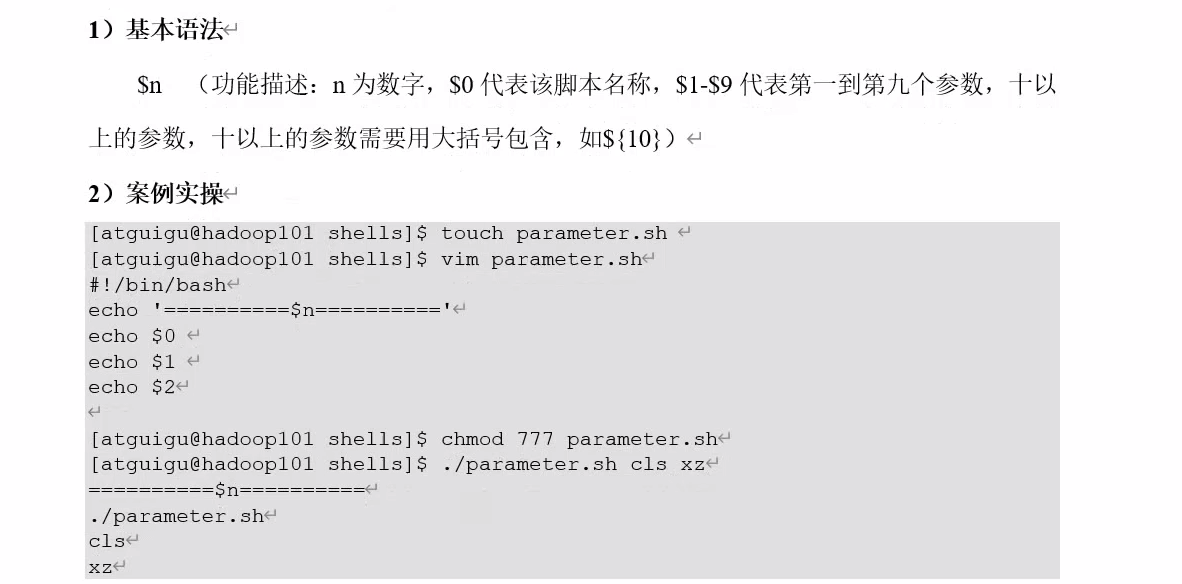 1）基本语法↵
$n （功能描述：n 为数字，$0 代表该脚本名称，$1-$9 代表第一到第九个参数，十以
上的参数，十以上的参数需要用大括号包含，如${10}）↵
2）案例实操↵
[atguigu@hadoop101 shells]$ touch parameter.sh ↵
[atguigu@hadoop101 shells]$ vim parameter.sh↵
#!/bin/bash↵
echo '==========$n=========='↵
echo $0 ↵
echo $1 ↵
echo $2↵
↵
[atguigu@hadoop101 shells]$ chmod 777 parameter.sh↵
[atguigu@hadoop101 shells]$ ./parameter.sh cls xz↵
==========$n==========↵
./parameter.sh↵
cls↵
xz↵